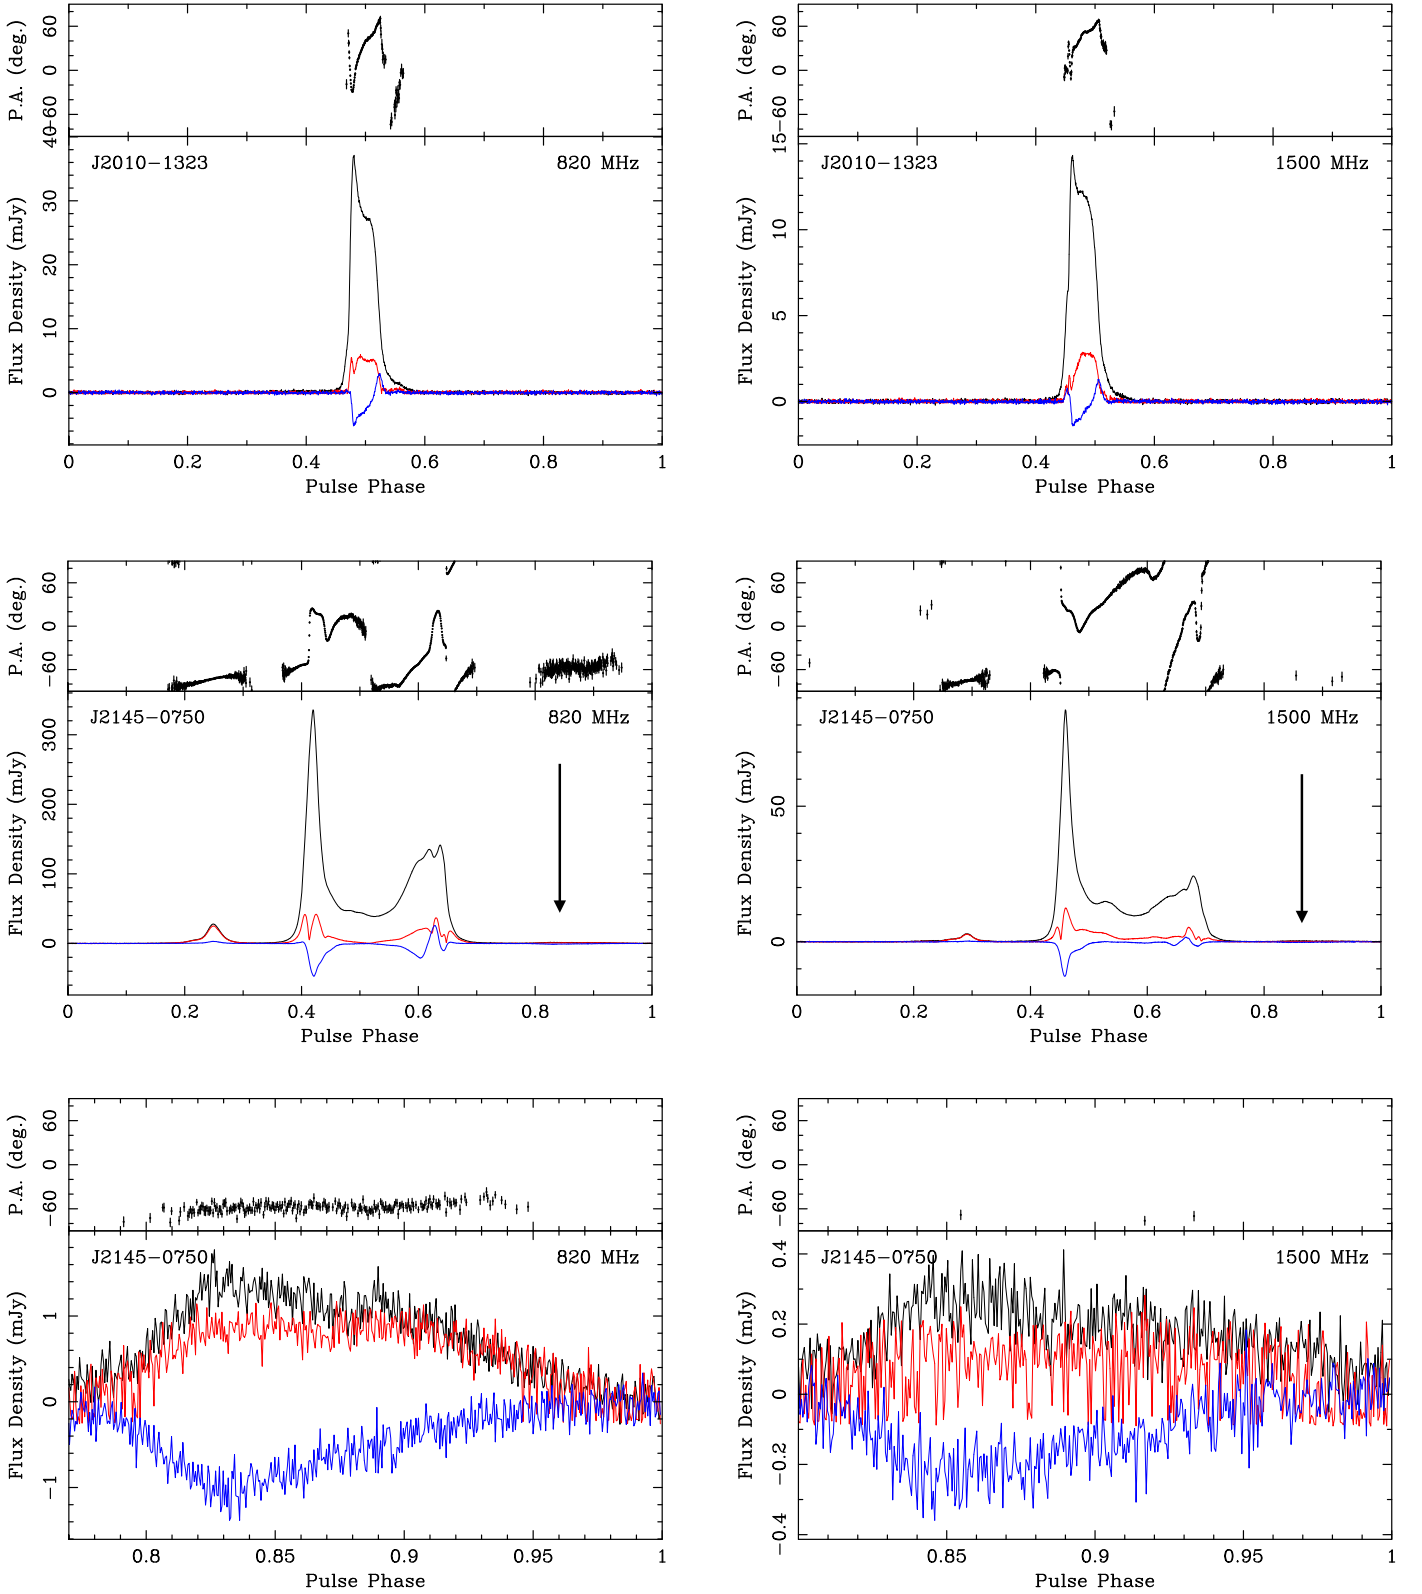 P.A. (deg.)
60
0
−60
J2010−1323
820 MHz
Flux Density (mJy)
40
30
20
10
0
0 0.2 0.4 0.6 0.8 1
Pulse Phase
P.A. (deg.)
60
0
−60
J2010−1323
1500 MHz
Flux Density (mJy)
15
10
5
0
0 0.2 0.4 0.6 0.8 1
Pulse Phase
P.A. (deg.)
60
0
−60
J2145−0750
820 MHz
Flux Density (mJy)
300
200
100
0
0 0.2 0.4 0.6 0.8 1
Pulse Phase
P.A. (deg.)
60
0
−60
J2145−0750
1500 MHz
Flux Density (mJy)
50
0
0 0.2 0.4 0.6 0.8 1
Pulse Phase
P.A. (deg.)
60
0
−60
J2145−0750
820 MHz
Flux Density (mJy)
1
0
−1
0.8 0.85 0.9 0.95 1
Pulse Phase
P.A. (deg.)
60
0
−60
J2145−0750
1500 MHz
Flux Density (mJy)
0.4
0.2
0
−0.2
−0.4
0.85 0.9 0.95 1
Pulse Phase